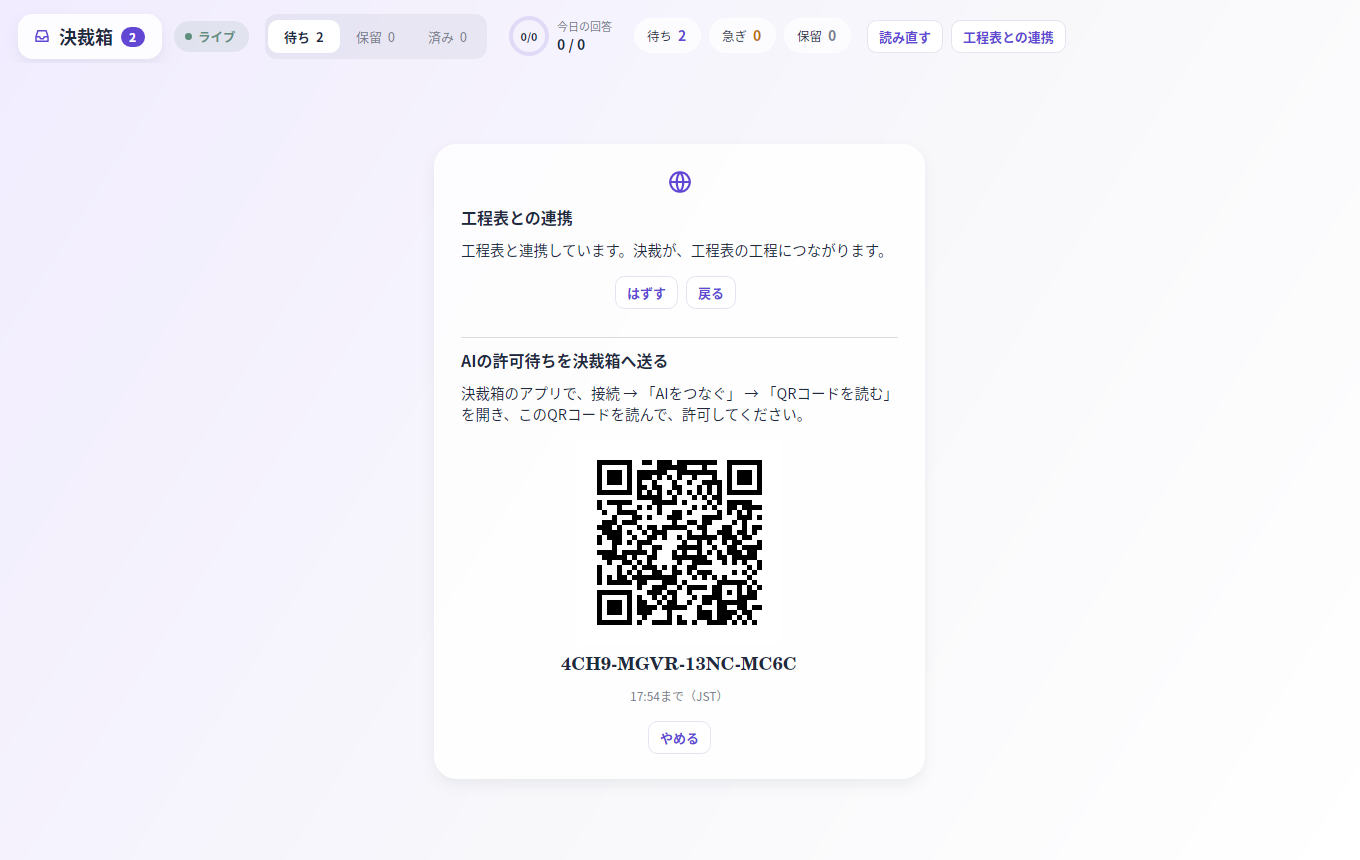 決裁箱 2
ライブ
待ち 2
保留 0
済み 0
0/0
今日の回答
0 / 0
待ち 2
急ぎ 0
保留 0
読み直す
工程表との連携
工程表との連携
工程表と連携しています。決裁が、工程表の工程につながります。
はずす
戻る
AIの許可待ちを決裁箱へ送る
決裁箱のアプリで、接続 → 「AIをつなぐ」 → 「QRコードを読む」
を開き、このQRコードを読んで、許可してください。
4CH9-MGVR-13NC-MC6C
17:54まで（JST）
やめる